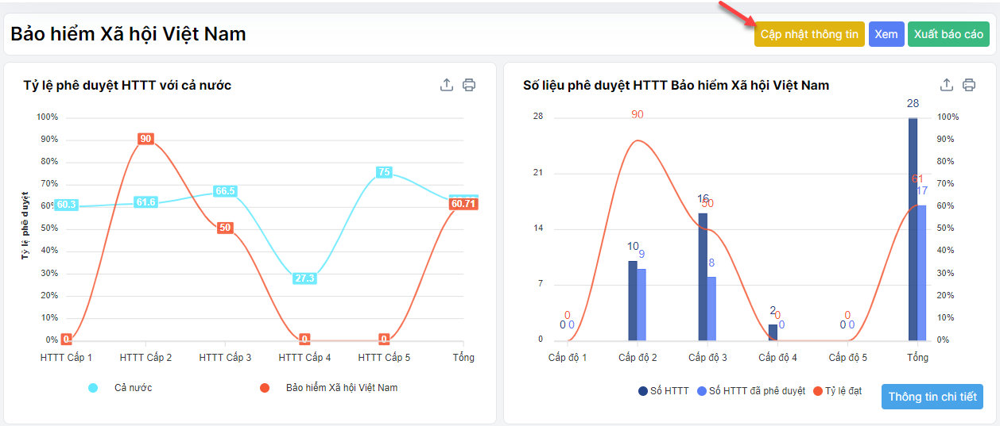 Bảo hiểm Xã hội Việt Nam
Cập nhật thông tin
Xem
Xuất báo cáo
Tỷ lệ phê duyệt HTTT với cả nước
100%
90%
80%
70%
60%
50%
40%
30%
20%
10%
0%
Tỷ lệ phê duyệt
60.3
61.6
66.5
27.3
75
0
90
50
0
0
60.71
HTTT Cấp 1
HTTT Cấp 2
HTTT Cấp 3
HTTT Cấp 4
HTTT Cấp 5
Tổng
Cả nước
Bảo hiểm Xã hội Việt Nam
Số liệu phê duyệt HTTT Bảo hiểm Xã hội Việt Nam
28
21
14
7
0
0
0 0
90
10
9
16
50
8
2
0
0
0
0 0
28
61
17
100%
90%
80%
70%
60%
50%
40%
30%
20%
10%
0%
Cấp độ 1
Cấp độ 2
Cấp độ 3
Cấp độ 4
Cấp độ 5
Tổng
Số HTTT
Số HTTT đã phê duyệt
Tỷ lệ đạt
Thông tin chi tiết